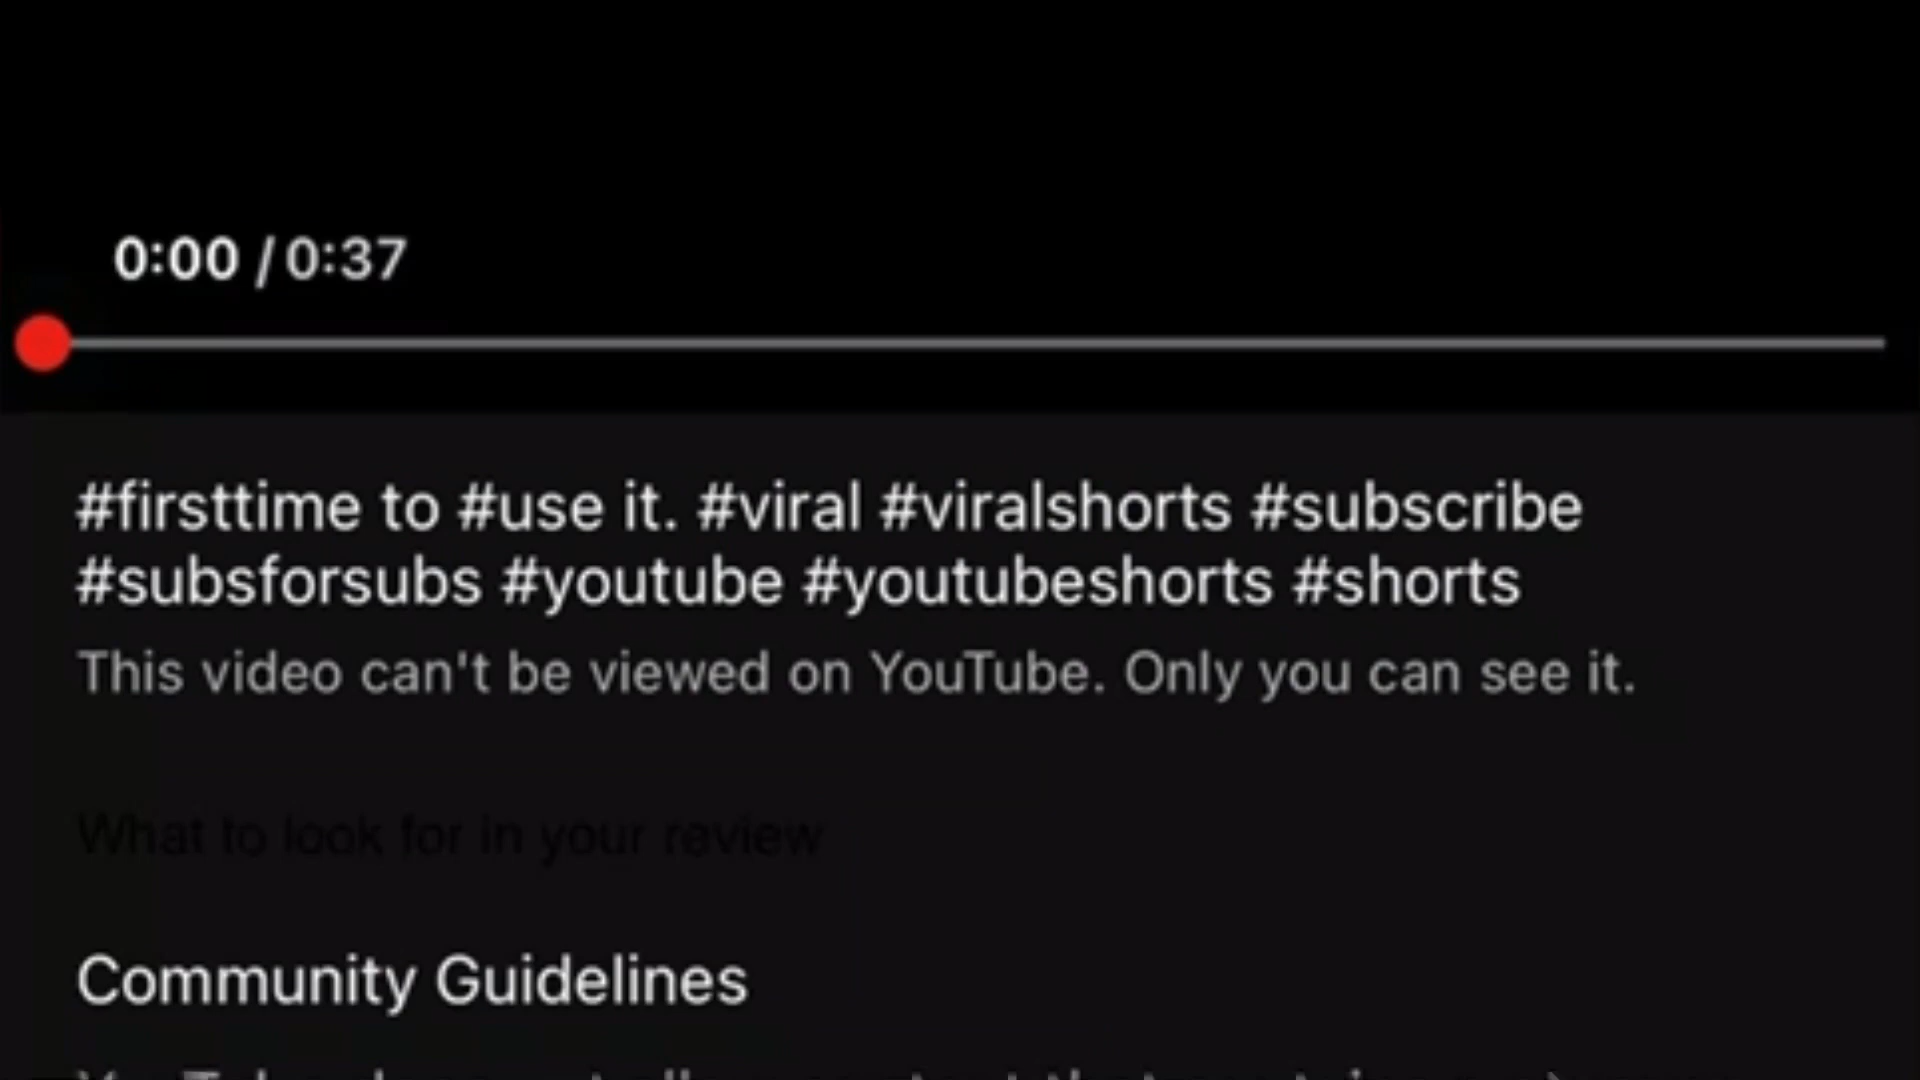 0:00 / 0:37
#firsttime to #use it. #viral #viralshorts #subscribe
#subsforsubs #youtube #youtubeshorts #shorts
This video can't be viewed on YouTube. Only you can see it.
What to look for in your review
Community Guidelines